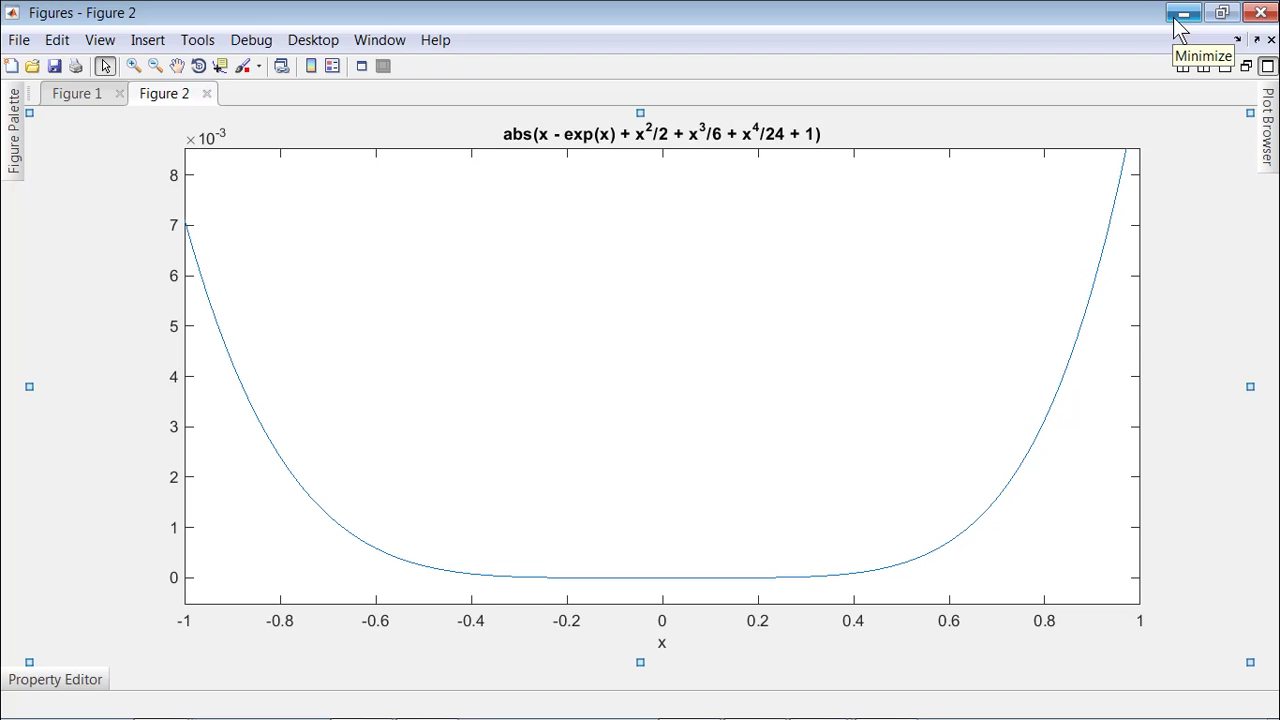 Figures - Figure 2
File Edit View Insert Tools Debug Desktop Window Help
Minimize
Figure 1 Figure 2
Figure Palette
Plot Browser
abs(x - exp(x) + x²/2 + x³/6 + x⁴/24 + 1)
×10⁻³
8
7
6
5
4
3
2
1
0
-1 -0.8 -0.6 -0.4 -0.2 0 0.2 0.4 0.6 0.8 1
x
Property Editor